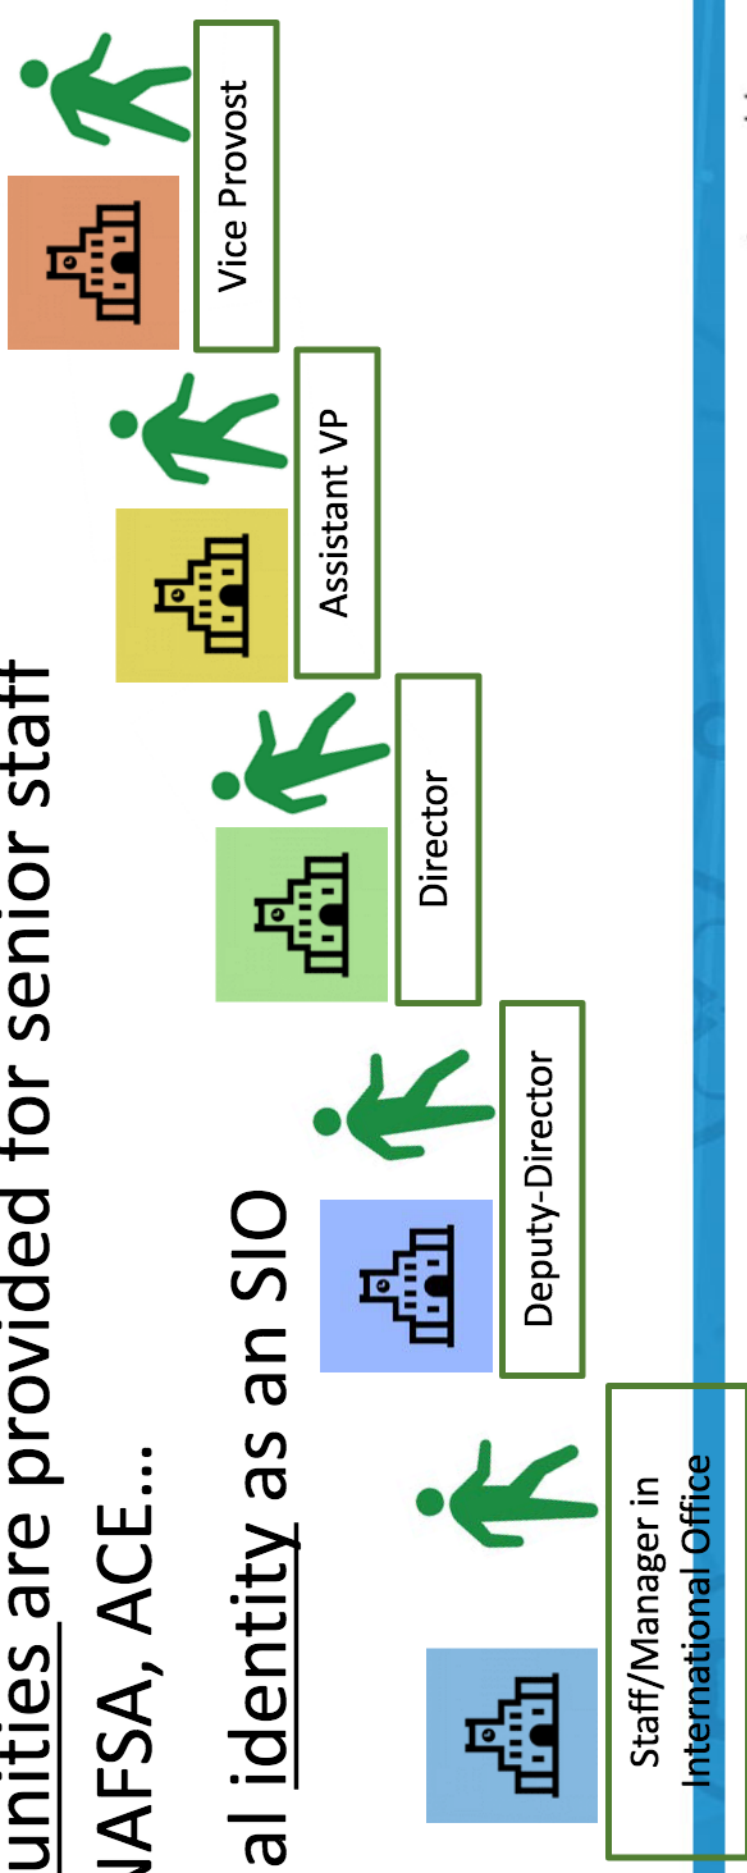 unities are provided for senior staff
NAFSA, ACE...
al identity as an SIO
Vice Provost
Assistant VP
Director
Deputy-Director
Staff/Manager in
International Office